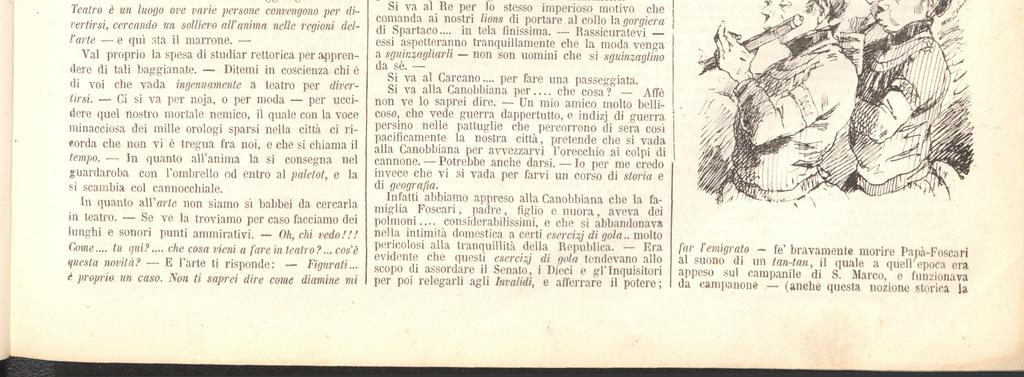 Teatro è un luogo ove varie persone convengono per di-
vertirsi, cercando un sollievo all'anima nelle regioni del-
l'arte — e quì sta il marrone. —
Val proprio la spesa di studiar rettorica per appren-
dere di tali baggianate. — Ditemi in coscienza chi è
di voi che vada ingenuamente a teatro per diver-
tirsi. — Ci si va per noja, o per moda — per ucci-
dere quel nostro mortale nemico, il quale con la voce
minacciosa dei mille orologi sparsi nella città ci ri-
corda che non vi è tregua fra noi, e che si chiama il
tempo. — In quanto all'anima la si consegna nel
guardaroba con l'ombrello od entro al paletot, e la
si scambia col cannocchiale.
In quanto all'arte non siamo sì babbei da cercarla
in teatro. — Se ve la troviamo per caso facciamo dei
lunghi e sonori punti ammirativi. — Oh, chi vedo!!!
Come.... tu qui?.... che cosa vieni a fare in teatro?... cos'è
questa novità? — E l'arte ti risponde: — Figurati...
è proprio un caso. Non ti saprei dire come diamine mi
Si va al Re per lo stesso imperioso motivo che
comanda ai nostri lions di portare al collo la gorgiera
di Spartaco.... in tela finissima. — Rassicuratevi —
essi aspetteranno tranquillamente che la moda venga
a sguinzagliarli — non son uomini che si sguinzaglino
da sè. —
Si va al Carcano.... per fare una passeggiata.
Si va alla Canobbiana per.... che cosa? — Affè
non ve lo saprei dire. — Un mio amico molto belli-
coso, che vede guerra dappertutto, e indizj di guerra
persino nelle pattuglie che percorrono di sera così
pacificamente la nostra città, pretende che si vada
alla Canobbiana per avvezzarvi l'orecchio ai colpi di
cannone. — Potrebbe anche darsi. — Io per me credo
invece che vi si vada per farvi un corso di storia e
di geografia.
Infatti abbiamo appreso alla Canobbiana che la fa-
miglia Foscari, padre, figlio e nuora, aveva dei
polmoni.... considerabilissimi, e che si abbandonava
nella intimità domestica a certi esercizj di gola.. molto
pericolosi alla tranquillità della Republica. — Era
evidente che questi esercizj di gola tendevano allo
scopo di assordare il Senato, i Dieci e gl'Inquisitori
per poi relegarli agli Invalidi, e afferrare il potere;
far l'emigrato — fe' bravamente morire Papà-Foscari
al suono di un tan-tan, il quale a quell'epoca era
appeso sul campanile di S. Marco, e funzionava
da campanone — (anche questa nozione storica la